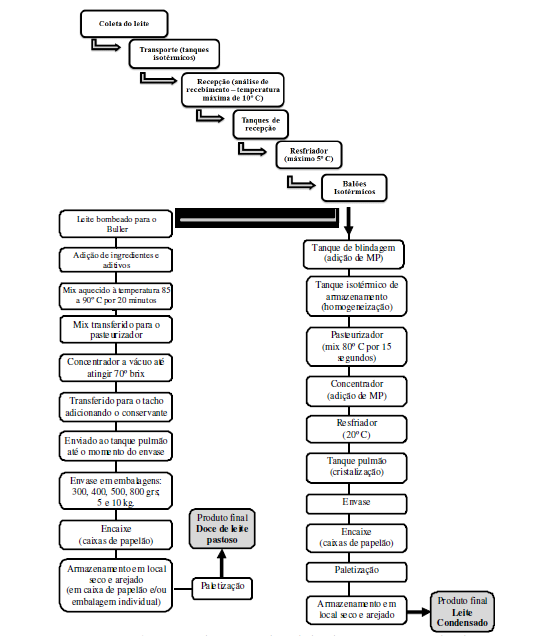 Coleta do leite
Transporte (tanques
isotérmicos)
Recepção (análise de
recebimento – temperatura
máxima de 10º C)
Tanques de
recepção
Resfriador
(máximo 5º C)
Balões
Isotérmicos
Leite bombeado para o
Buller
Adição de ingredientes e
aditivos
Mix aquecido à temperatura 85
a 90º C por 20 minutos
Mix transferido para o
pasteurizador
Concentrador a vácuo até
atingir 70º brix
Transferido para o tacho
adicionando o conservante
Enviado ao tanque pulmão
até o momento do envase
Envase em embalagens:
300, 400, 500, 800 grs;
5 e 10 kg.
Encaixe
(caixas de papelão)
Armazenamento em local
seco e arejado
(em caixa de papelão e/ou
embalagem individual)
Paletização
Produto final
Doce de leite
pastoso
Tanque de blindagem
(adição de MP)
Tanque isotérmico de
armazenamento
(homogeneização)
Pasteurizador
(mix 80º C por 15
segundos)
Concentrador
(adição de MP)
Resfriador
(20º C)
Tanque pulmão
(cristalização)
Envase
Encaixe
(caixas de papelão)
Paletização
Armazenamento em
local seco e arejado
Produto final
Leite
Condensado